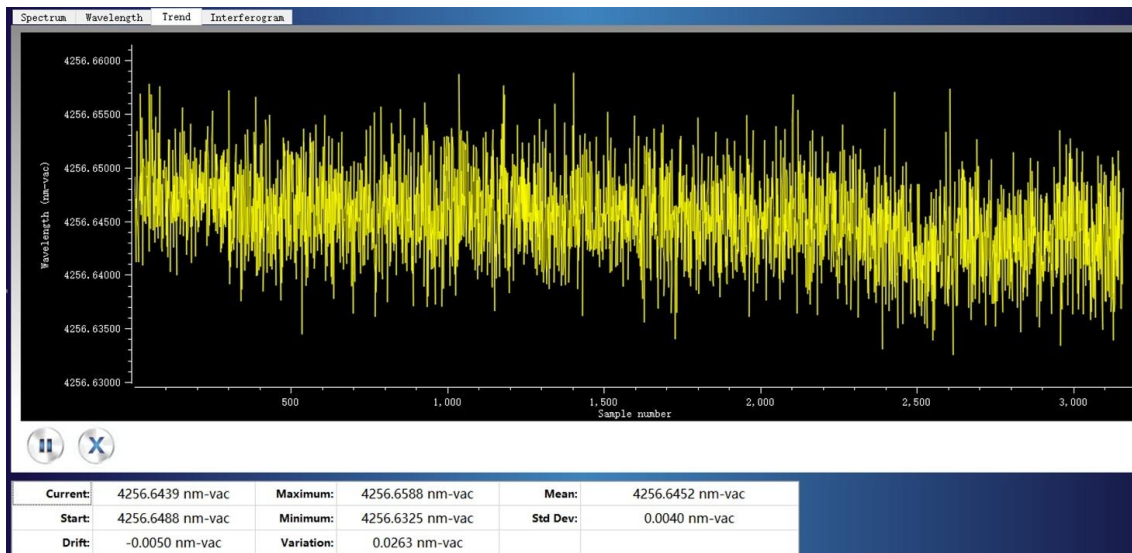 Spectrum Wavelength Trend Interferogram
4256.66000
4256.65500
4256.65000
4256.64500
4256.64000
4256.63500
4256.63000
Wavelength (nm-vac)
500 1,000 1,500 2,000 2,500 3,000
Sample number
X
Current: 4256.6439 nm-vac Maximum: 4256.6588 nm-vac Mean: 4256.6452 nm-vac
Start: 4256.6488 nm-vac Minimum: 4256.6325 nm-vac Std Dev: 0.0040 nm-vac
Drift: -0.0050 nm-vac Variation: 0.0263 nm-vac